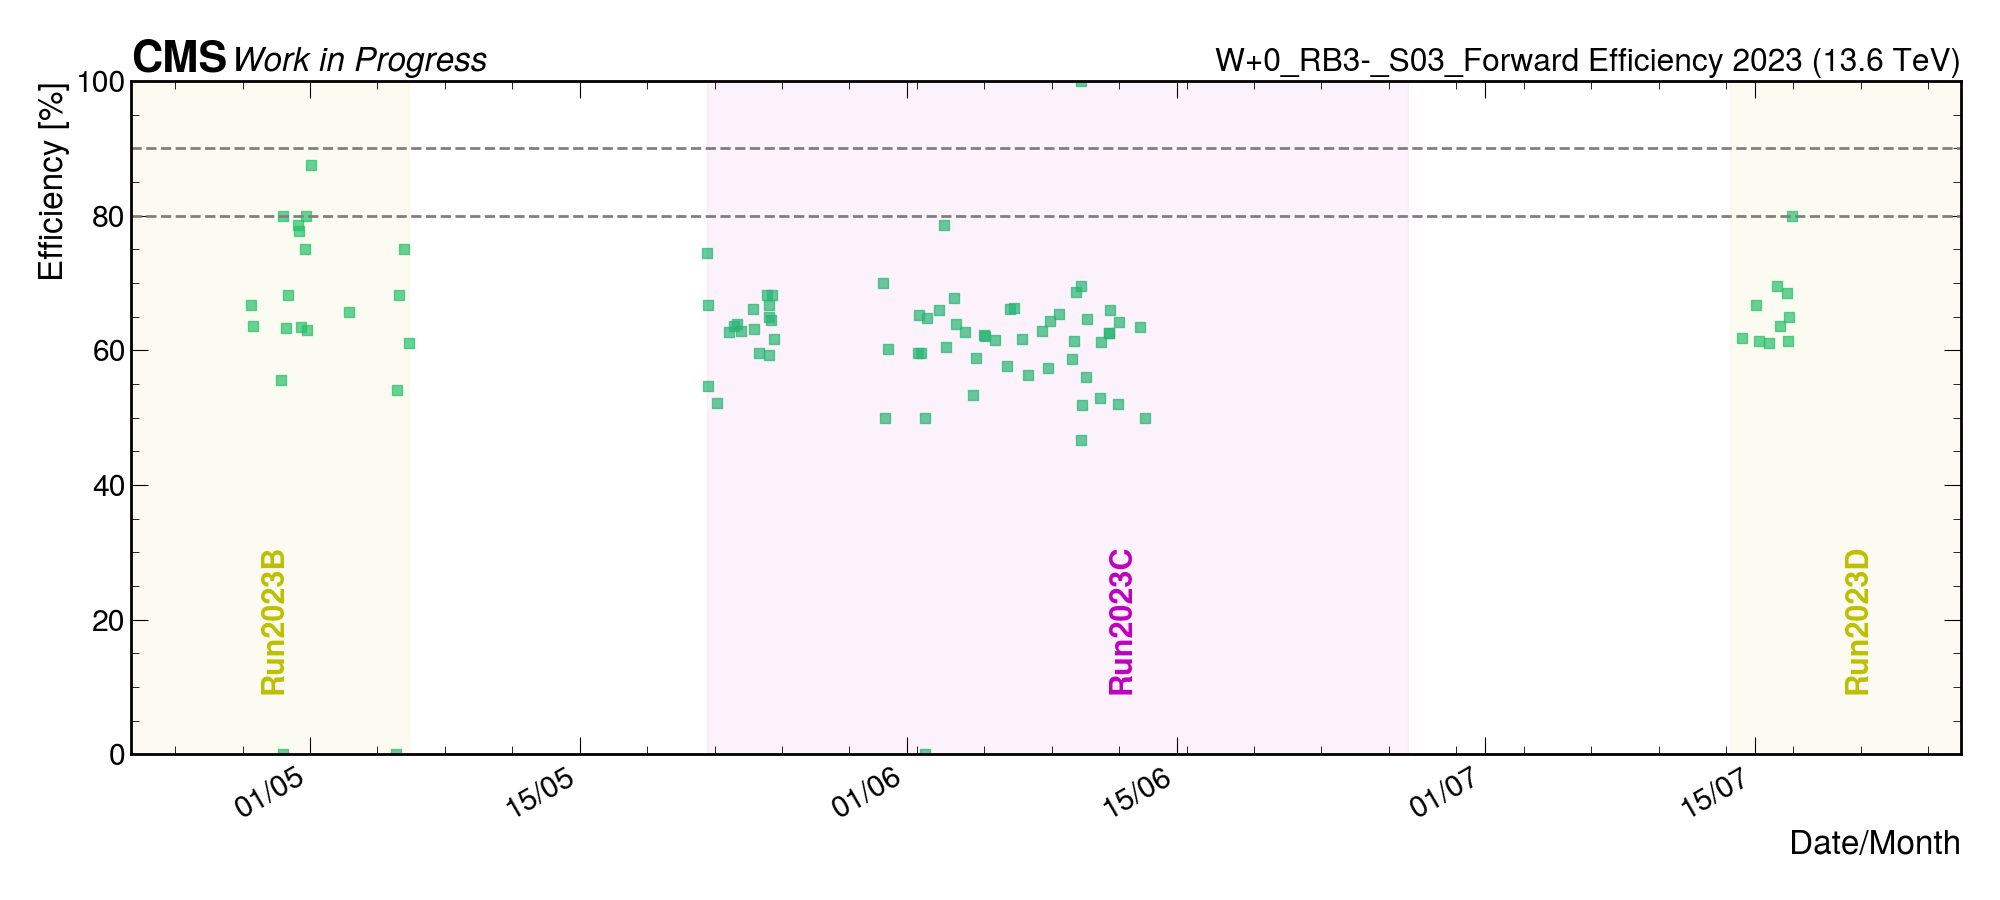 CMS Work in Progress
W+0_RB3-_S03_Forward Efficiency 2023 (13.6 TeV)
Efficiency [%]
100
80
60
40
20
0
Run2023B
Run2023C
Run2023D
01/05
15/05
01/06
15/06
01/07
15/07
Date/Month